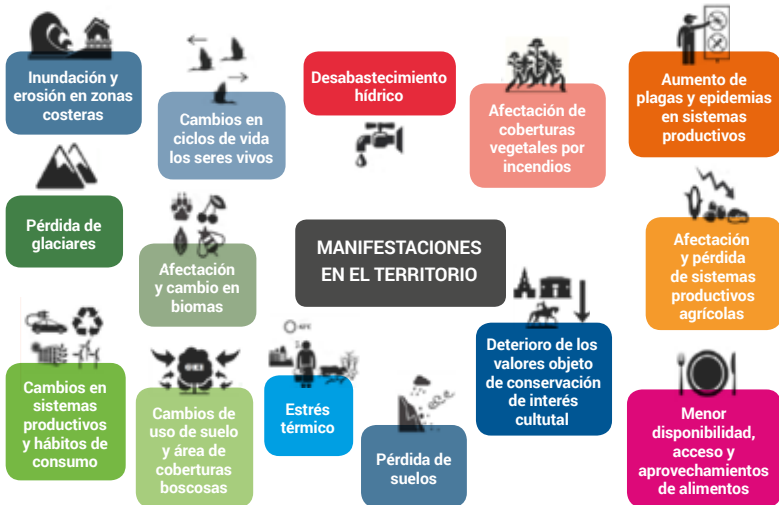 Inundación y
erosión en zonas
costeras
Cambios en
ciclos de vida
los seres vivos
Desabastecimiento
hídrico
Afectación de
coberturas
vegetales por
incendios
Aumento de
plagas y epidemias
en sistemas
productivos
Pérdida de
glaciares
Afectación
y cambio en
biomas
MANIFESTACIONES
EN EL TERRITORIO
Afectación
y pérdida
de sistemas
productivos
agrícolas
Cambios en
sistemas
productivos
y hábitos de
consumo
GEI
Cambios de
uso de suelo
y área de
coberturas
boscosas
Estrés
térmico
Pérdida de
suelos
Deterioro de los
valores objeto
de conservación
de interés
cultutal
Menor
disponibilidad,
acceso y
aprovechamientos
de alimentos